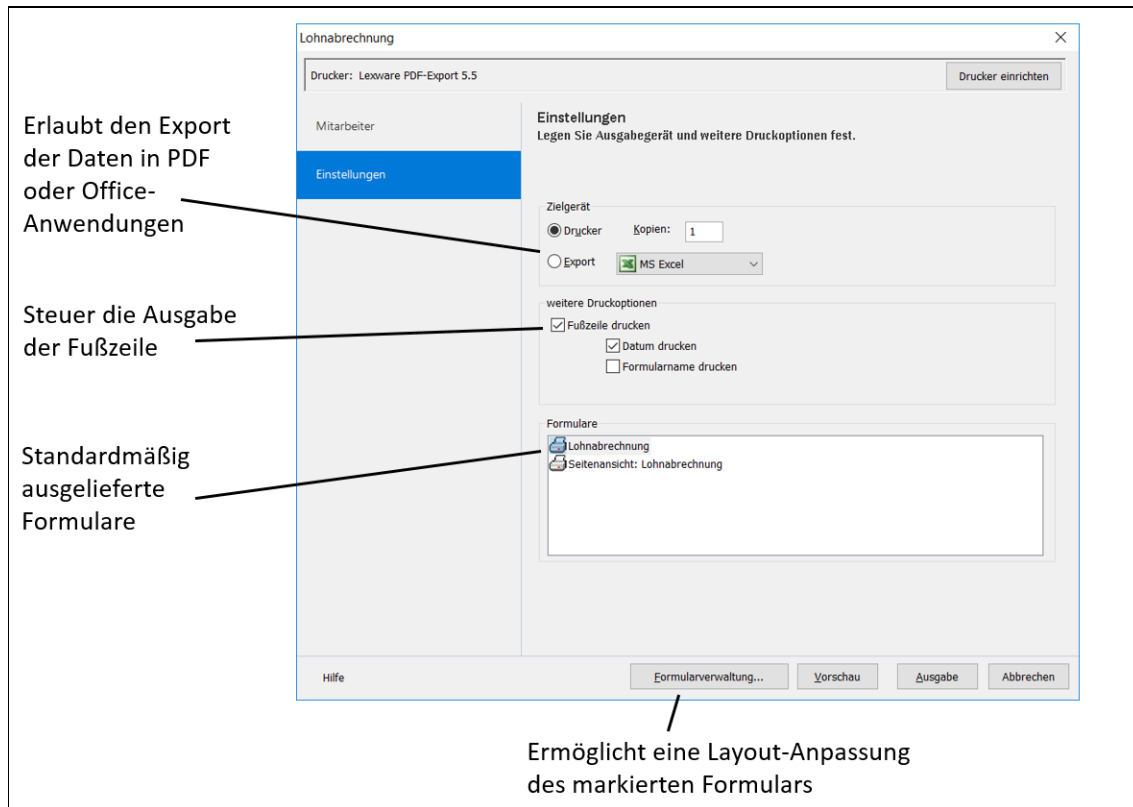 Lohnabrechnung
Drucker: Lexware PDF-Export 5.5
Drucker einrichten
Mitarbeiter
Einstellungen
Einstellungen
Legen Sie Ausgabegerät und weitere Druckoptionen fest.
Zielgerät
Drucker
Kopien:
1
Export
MS Excel
weitere Druckoptionen
Fußzeile drucken
Datum drucken
Formularname drucken
Formulare
Lohnabrechnung
Seitenansicht: Lohnabrechnung
Hilfe
Formularverwaltung...
Vorschau
Ausgabe
Abbrechen
Erlaubt den Export
der Daten in PDF
oder Office-
Anwendungen
Steuer die Ausgabe
der Fußzeile
Standardmäßig
ausgelieferte
Formulare
Ermöglicht eine Layout-Anpassung
des markierten Formulars